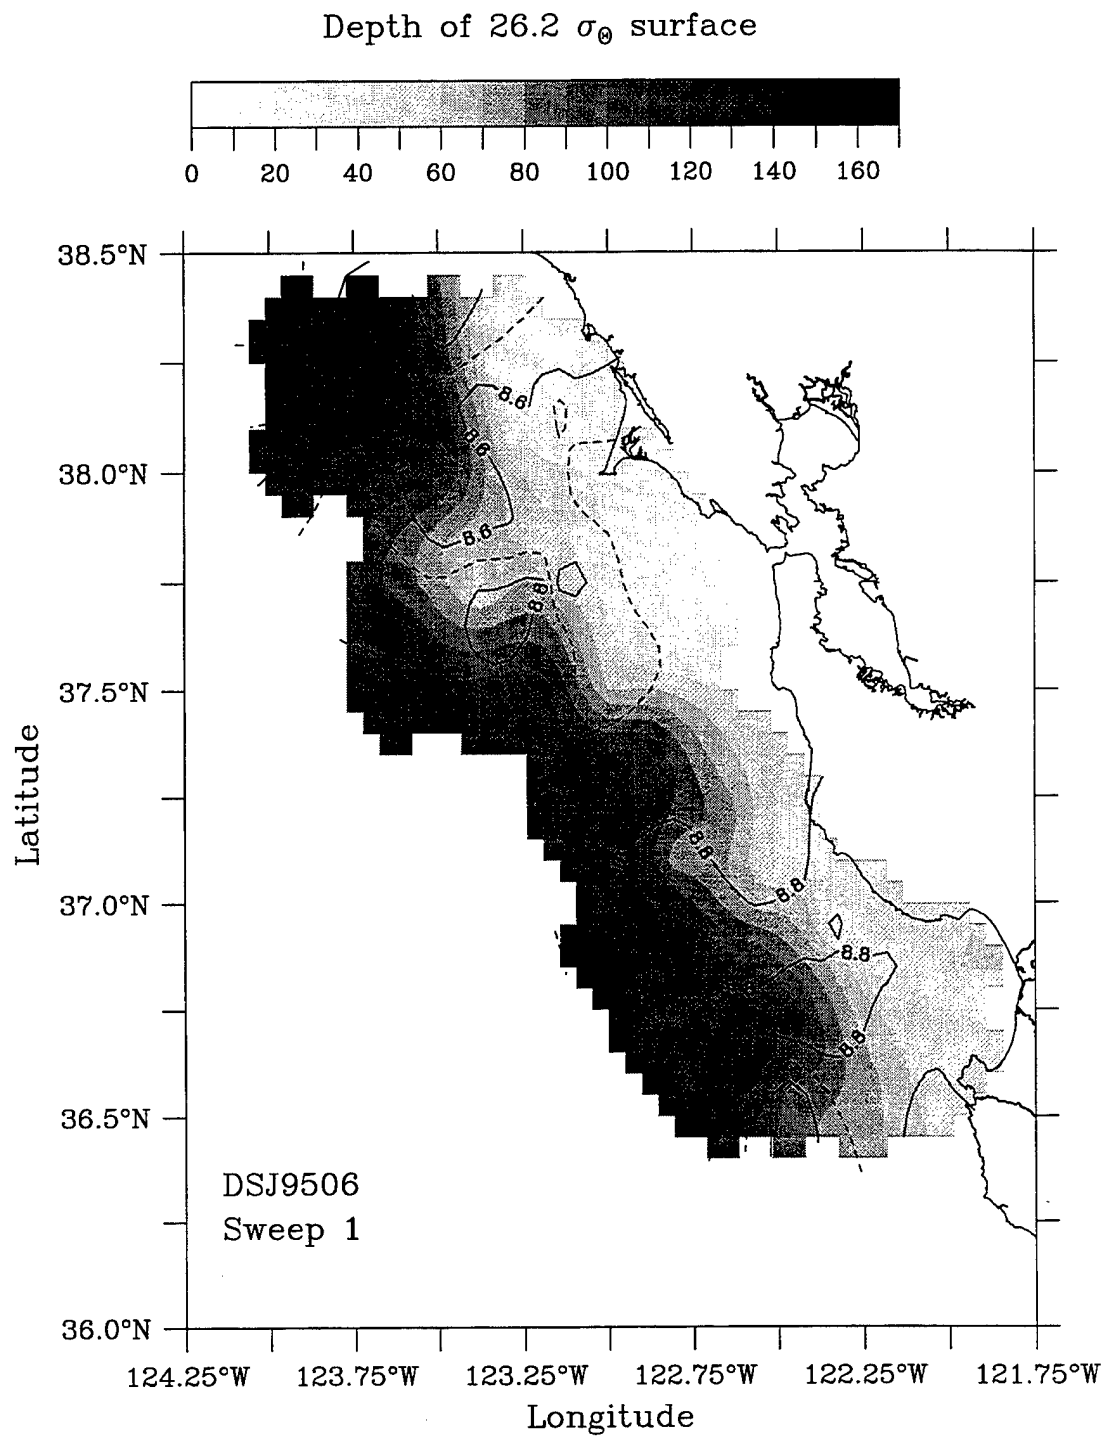 Depth of 26.2 σΘ surface
0 20 40 60 80 100 120 140 160
38.5°N
38.0°N
37.5°N
37.0°N
36.5°N
36.0°N
Latitude
8.6
8.6
8.6
8.6
8.8
8.8
8.8
8.8
DSJ9506
Sweep 1
124.25°W 123.75°W 123.25°W 122.75°W 122.25°W 121.75°W
Longitude